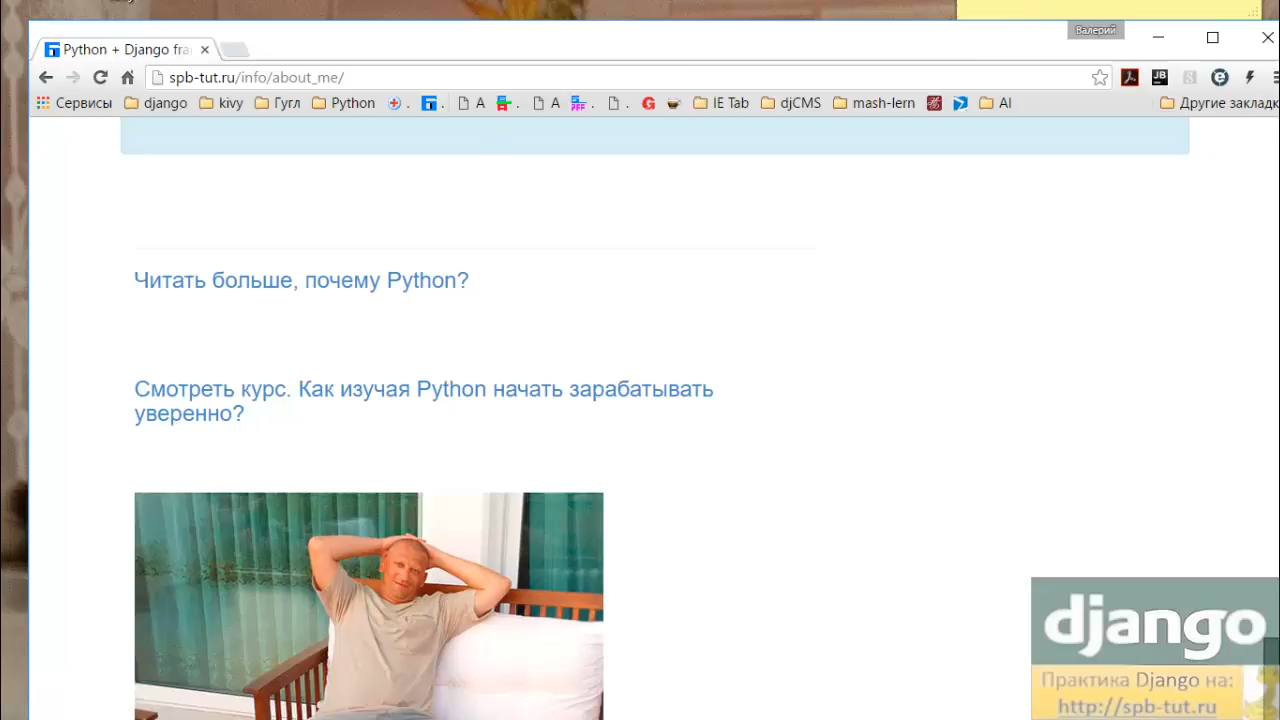 Валерий
Python + Django fra
spb-tut.ru/info/about_me/
Сервисы django kivy Гугл Python . . A . A . . IE Tab djCMS mash-lern AI Другие закладк
Читать больше, почему Python?
Смотреть курс. Как изучая Python начать зарабатывать
уверенно?
django
Практика Django на:
http://spb-tut.ru